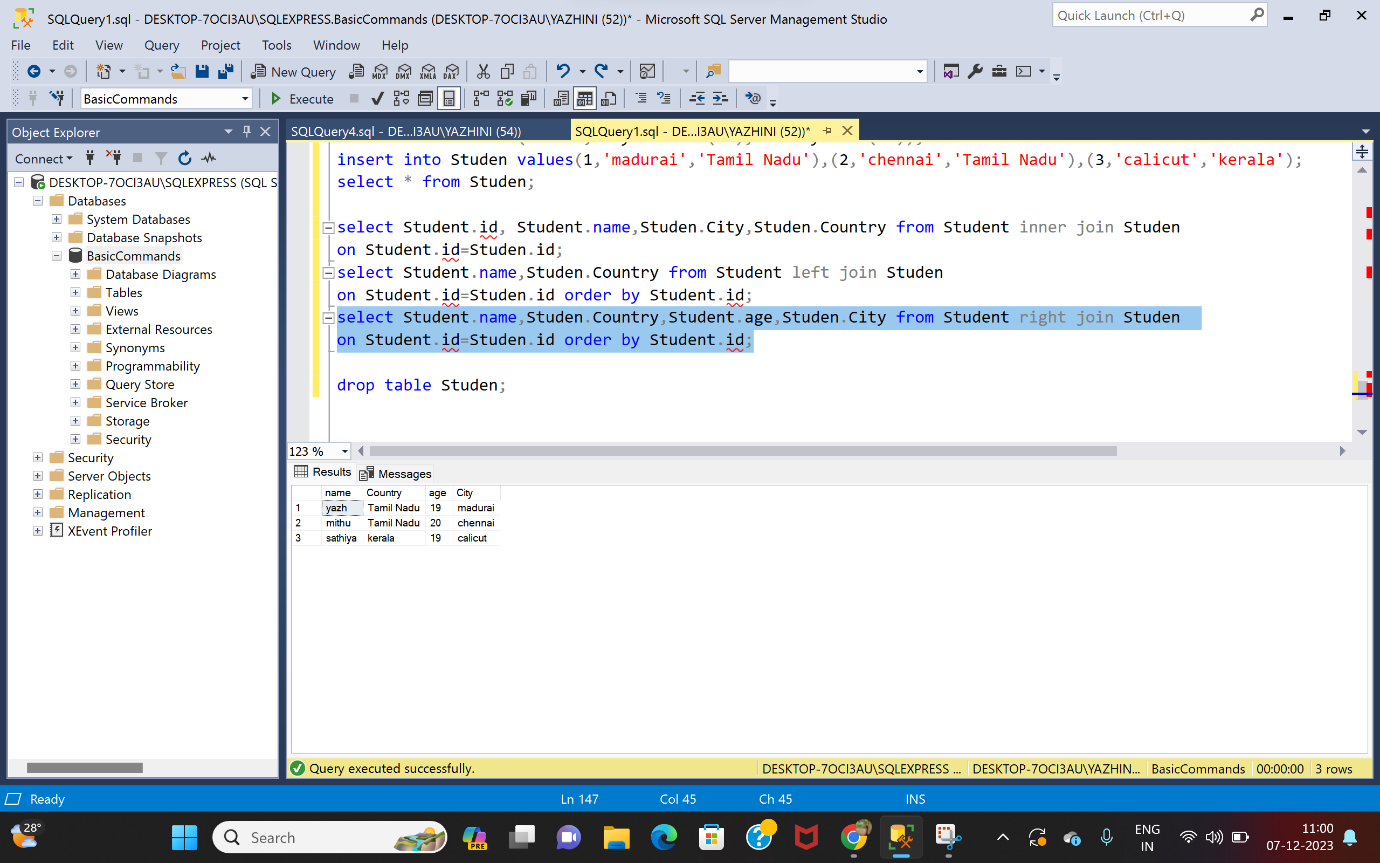 SQLQuery1.sql - DESKTOP-7OCI3AU\SQLEXPRESS.BasicCommands (DESKTOP-7OCI3AU\YAZHINI (52))* - Microsoft SQL Server Management Studio
Quick Launch (Ctrl+Q)
File Edit View Query Project Tools Window Help
New Query MDX DMX XMLA DAX
BasicCommands Execute
Object Explorer
SQLQuery4.sql - DE...I3AU\YAZHINI (54))
SQLQuery1.sql - DE...I3AU\YAZHINI (52))*
Connect
DESKTOP-7OCI3AU\SQLEXPRESS (SQL S
Databases
System Databases
Database Snapshots
BasicCommands
Database Diagrams
Tables
Views
External Resources
Synonyms
Programmability
Query Store
Service Broker
Storage
Security
Security
Server Objects
Replication
Management
XEvent Profiler
insert into Studen values(1,'madurai','Tamil Nadu'),(2,'chennai','Tamil Nadu'),(3,'calicut','kerala');
select * from Studen;
select Student.id, Student.name,Studen.City,Studen.Country from Student inner join Studen
on Student.id=Studen.id;
select Student.name,Studen.Country from Student left join Studen
on Student.id=Studen.id order by Student.id;
select Student.name,Studen.Country,Student.age,Studen.City from Student right join Studen
on Student.id=Studen.id order by Student.id;
drop table Studen;
123 %
Results Messages
name Country age City
1 yazh Tamil Nadu 19 madurai
2 mithu Tamil Nadu 20 chennai
3 sathiya kerala 19 calicut
Query executed successfully. DESKTOP-7OCI3AU\SQLEXPRESS ... DESKTOP-7OCI3AU\YAZHIN... BasicCommands 00:00:00 3 rows
Ready Ln 147 Col 45 Ch 45 INS
28°
Search
PRE
ENG
IN
11:00
07-12-2023